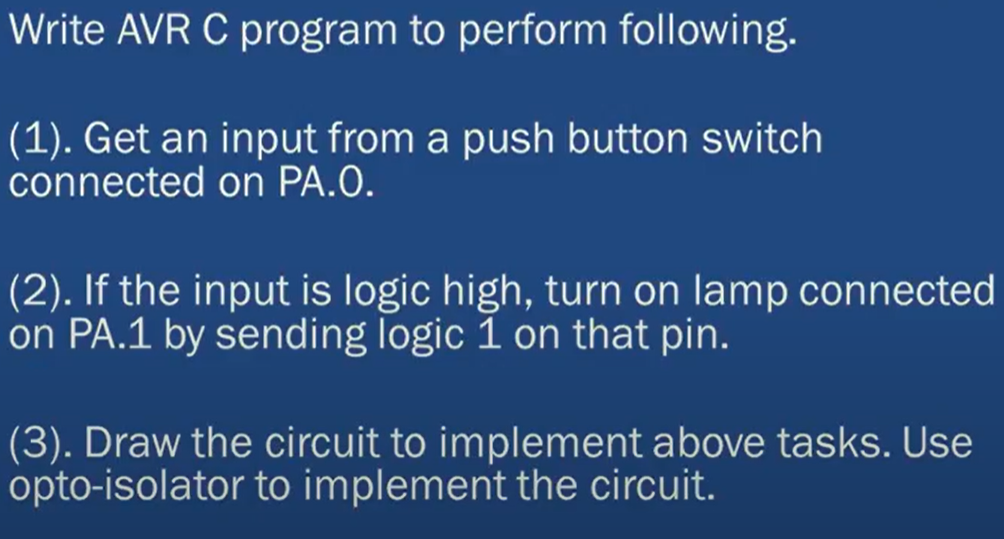 Write AVR C program to perform following.
(1). Get an input from a push button switch
connected on PA.0.
(2). If the input is logic high, turn on lamp connected
on PA.1 by sending logic 1 on that pin.
(3). Draw the circuit to implement above tasks. Use
opto-isolator to implement the circuit.